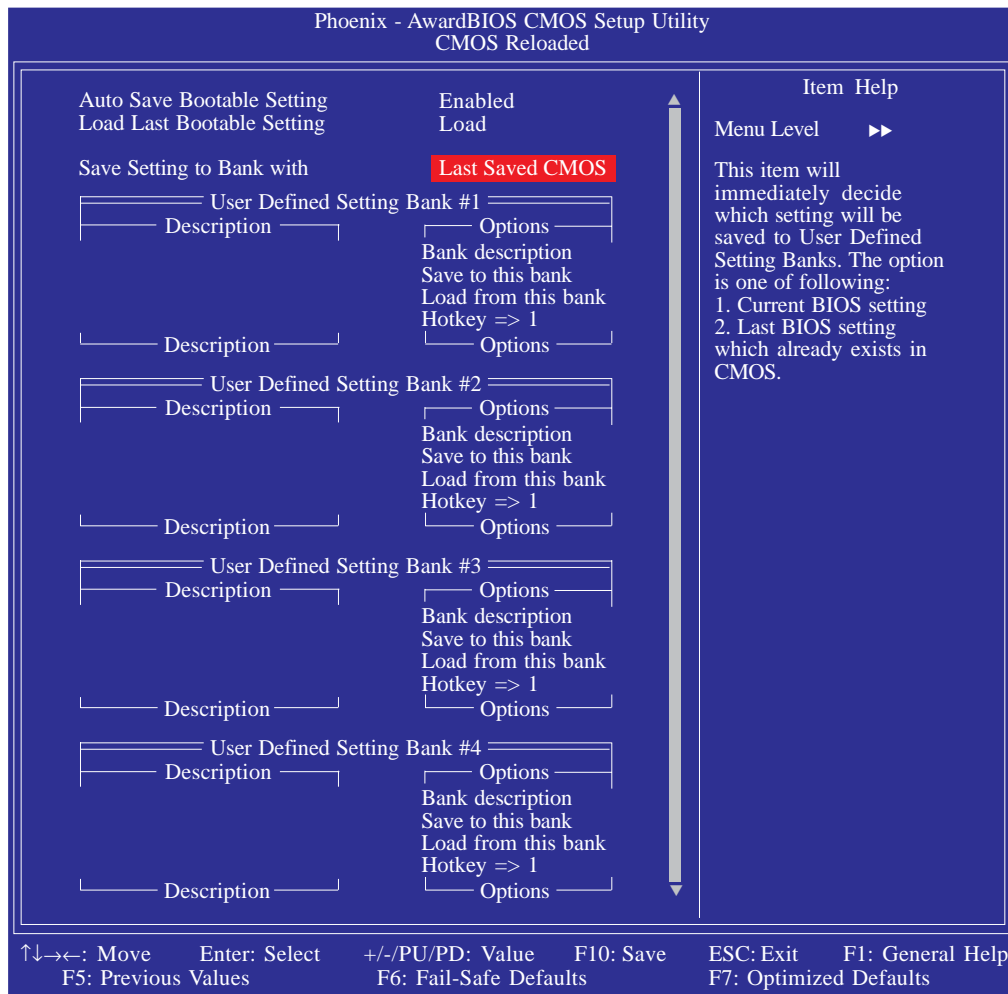 Phoenix - AwardBIOS CMOS Setup Utility
CMOS Reloaded
Auto Save Bootable Setting Enabled
Load Last Bootable Setting Load
Save Setting to Bank with Last Saved CMOS
User Defined Setting Bank #1
Description Options
Bank description
Save to this bank
Load from this bank
Hotkey => 1
Description Options
User Defined Setting Bank #2
Description Options
Bank description
Save to this bank
Load from this bank
Hotkey => 1
Description Options
User Defined Setting Bank #3
Description Options
Bank description
Save to this bank
Load from this bank
Hotkey => 1
Description Options
User Defined Setting Bank #4
Description Options
Bank description
Save to this bank
Load from this bank
Hotkey => 1
Description Options
Item Help
Menu Level ▶▶
This item will
immediately decide
which setting will be
saved to User Defined
Setting Banks. The option
is one of following:
1. Current BIOS setting
2. Last BIOS setting
which already exists in
CMOS.
↑↓→←: Move Enter: Select +/-/PU/PD: Value F10: Save ESC: Exit F1: General Help
F5: Previous Values F6: Fail-Safe Defaults F7: Optimized Defaults